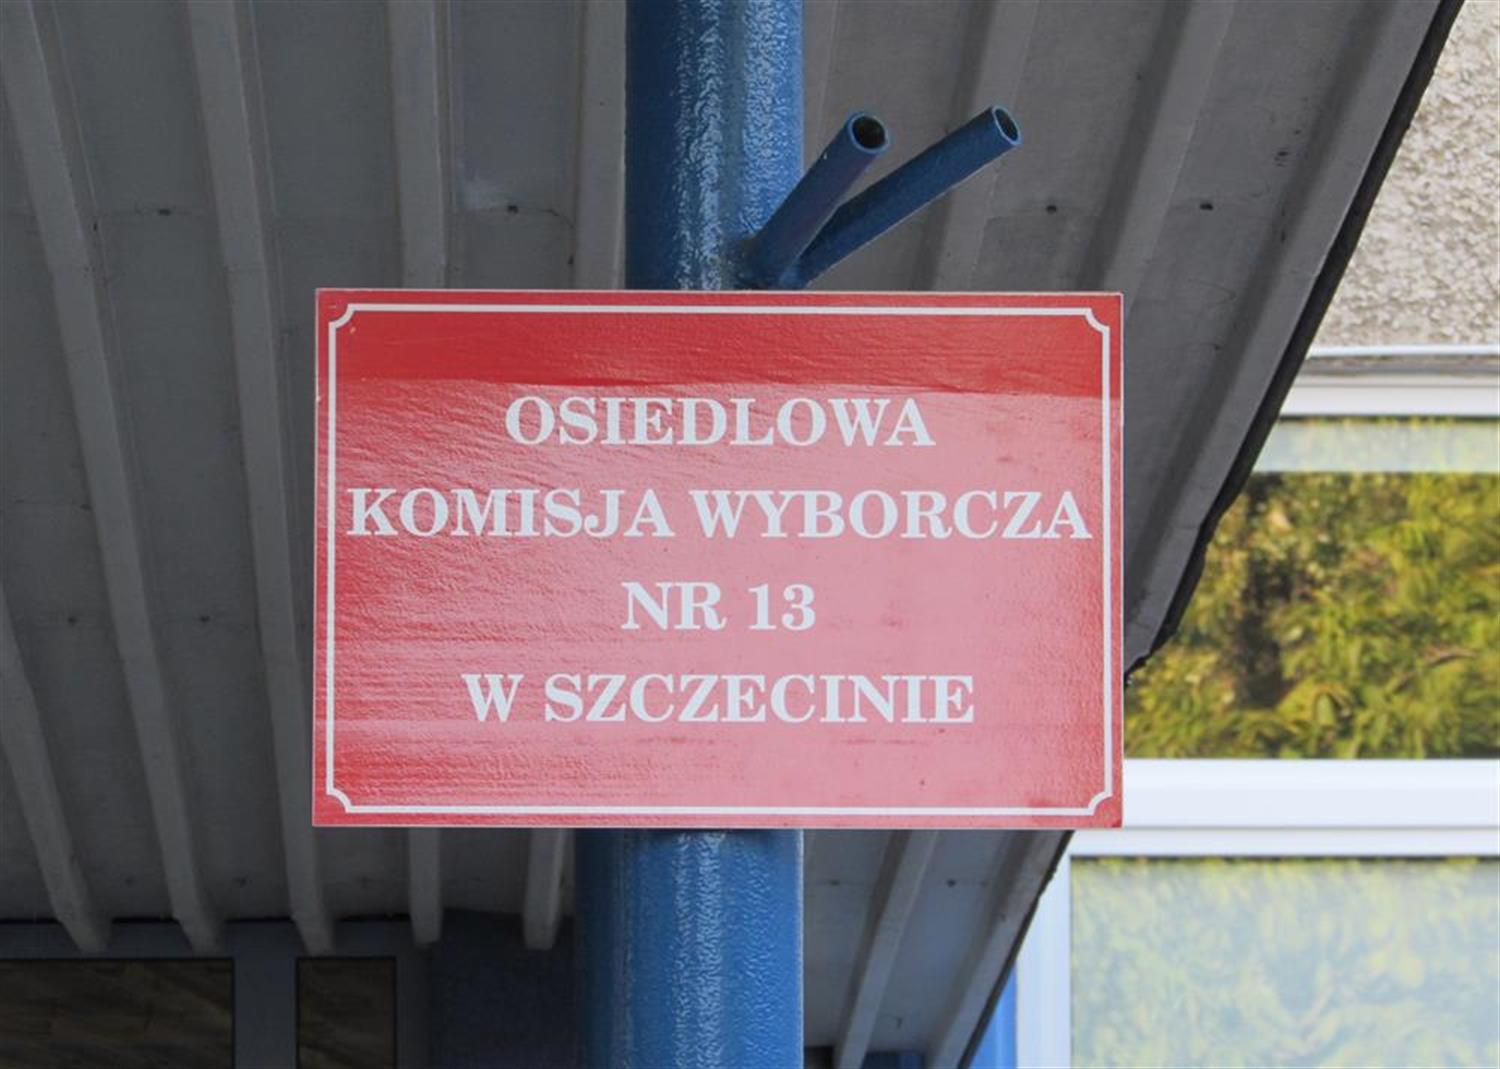 OSIEDLOWA
KOMISJA WYBORCZA
NR 13
W SZCZECINIE